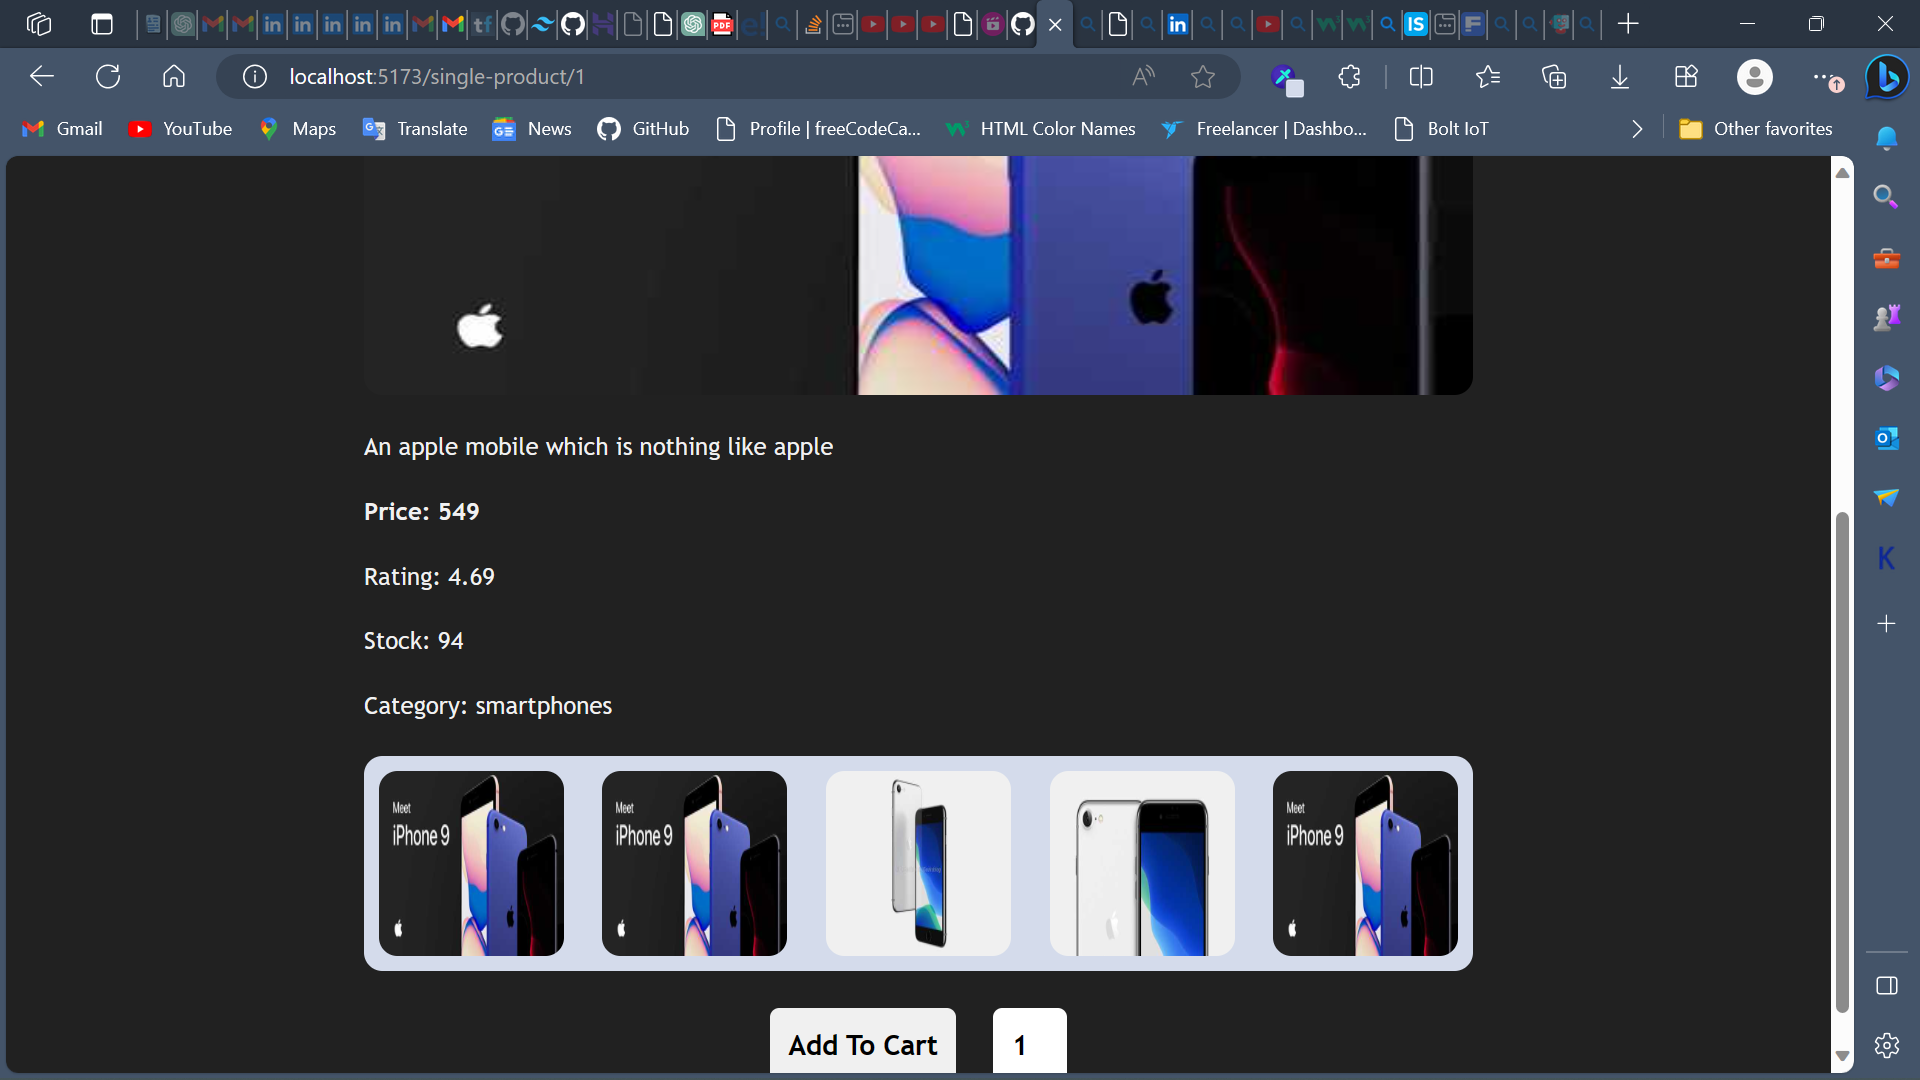 localhost:5173/single-product/1
Gmail YouTube Maps Translate News GitHub Profile | freeCodeCa... HTML Color Names Freelancer | Dashbo... Bolt IoT Other favorites
An apple mobile which is nothing like apple
Price: 549
Rating: 4.69
Stock: 94
Category: smartphones
Meet Meet Meet
iPhone 9 iPhone 9 iPhone 9
Add To Cart 1